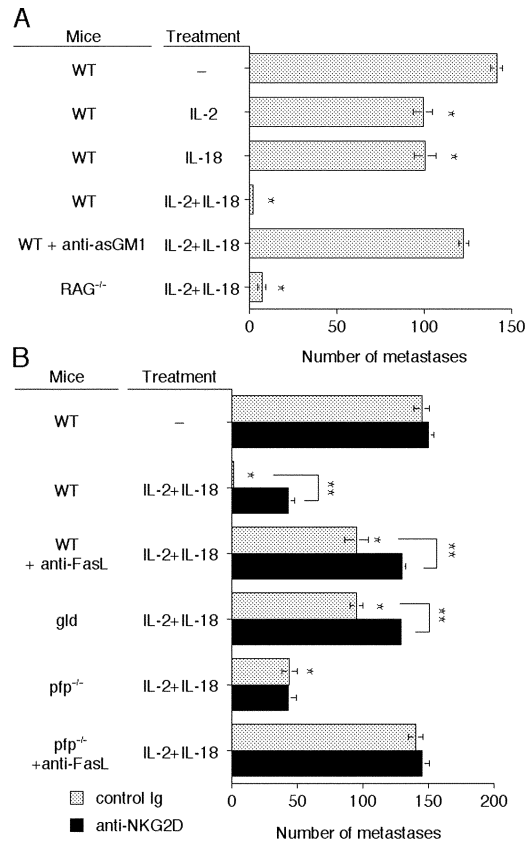 A
Mice Treatment
WT –
WT IL-2 *
WT IL-18 *
WT IL-2+IL-18 *
WT + anti-asGM1 IL-2+IL-18
RAG-/- IL-2+IL-18 *
0 50 100 150
Number of metastases
B
Mice Treatment
WT –
WT IL-2+IL-18 * **
WT
+ anti-FasL IL-2+IL-18 * **
gld IL-2+IL-18 * **
pfp-/- IL-2+IL-18 *
pfp-/-
+anti-FasL IL-2+IL-18
0 50 100 150 200
control Ig
anti-NKG2D
Number of metastases